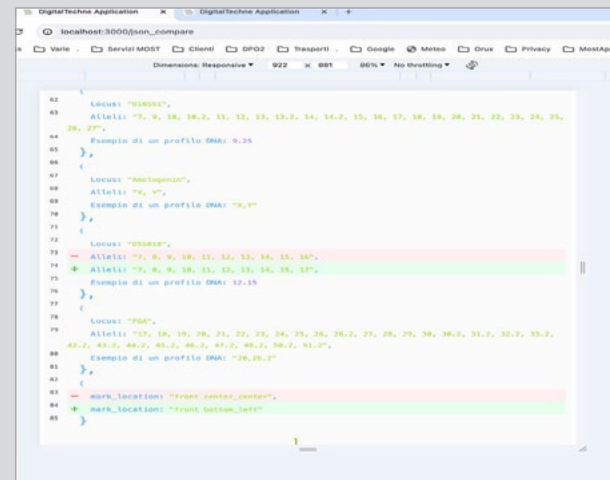 DigitalTechne Application × DigitalTechne Application × +
localhost:3000/json_compare
Varie . Servizi MOST Clienti DPO2 Trasporti . Google Meteo Orux Privacy MostAp
Dimensions: Responsive 922 × 881 86% No throttling
62 {
Locus: "D18S51",
63 Alleli: "7, 9, 10, 10.2, 11, 12, 13, 13.2, 14, 14.2, 15, 16, 17, 18, 19, 20, 21, 22, 23, 24, 25,
26, 27",
64 Esempio di un profilo DNA: 9.25
65 },
66 {
67
68 Locus: "Amelogenin",
69 Alleli: "X, Y",
Esempio di un profilo DNA: "X,Y"
70 },
71 {
72 Locus: "D5S818",
73 - Alleli: "7, 8, 9, 10, 11, 12, 13, 14, 15, 16",
74 + Alleli: "7, 8, 9, 10, 11, 12, 13, 14, 15, 17",
75 Esempio di un profilo DNA: 12.15
76 },
77 {
78 Locus: "FGA",
79 Alleli: "17, 18, 19, 20, 21, 22, 23, 24, 25, 26, 26.2, 27, 28, 29, 30, 30.2, 31.2, 32.2, 33.2,
42.2, 43.2, 44.2, 45.2, 46.2, 47.2, 48.2, 50.2, 51.2",
80 Esempio di un profilo DNA: "20,26.2"
81 },
82 {
83 - mark_location: "front center_center",
84 + mark_location: "front bottom_left"
85 }
1